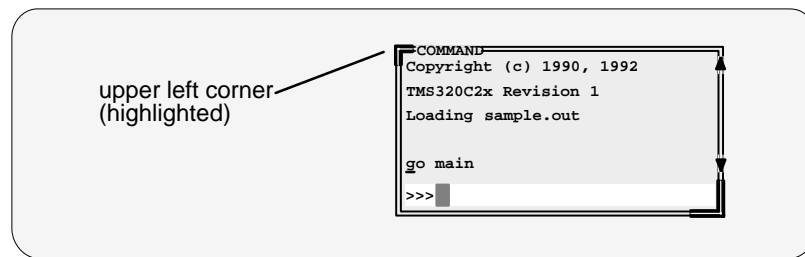 COMMAND
Copyright (c) 1990, 1992
TMS320C2x Revision 1
Loading sample.out
go main
>>>
upper left corner
(highlighted)